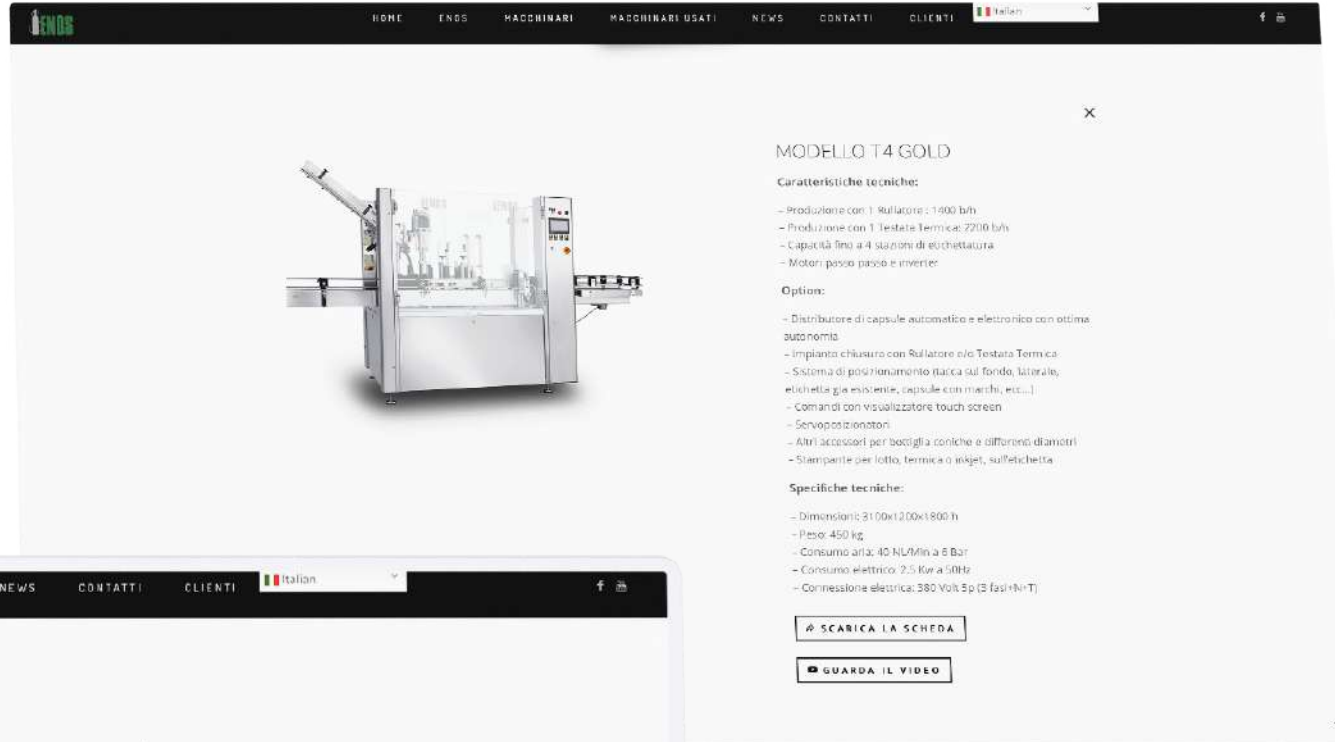 ENOS
HOME ENOS MACCHINARI MACCHINARI USATI NEWS CONTATTI CLIENTI Italian
MODELLO T4 GOLD
Caratteristiche tecniche:
– Produzione con 1 Rullatore : 1400 b/h
– Produzione con 1 Testata Termica: 2200 b/h
– Capacità fino a 4 stazioni di etichettatura
– Motori passo passo e inverter
Option:
– Distributore di capsule automatico e elettronico con ottima
autonomia
– Impianto chiusura con Rullatore e/o Testata Termica
– Sistema di posizionamento (tacca sul fondo, laterale,
etichetta gia esistente, capsule con marchi, ecc...)
– Comandi con visualizzatore touch screen
– Servoposizionatori
– Altri accessori per bottiglia coniche e differenti diametri
– Stampante per lotto, termica o inkjet, sull'etichetta
Specifiche tecniche:
– Dimensioni: 3100x1200x1800 h
– Peso: 450 kg
– Consumo aria: 40 NL/Min a 6 Bar
– Consumo elettrico: 2.5 Kw a 50Hz
– Connessione elettrica: 380 Volt 5p (3 fasi+N+T)
SCARICA LA SCHEDA
GUARDA IL VIDEO
NEWS CONTATTI CLIENTI Italian